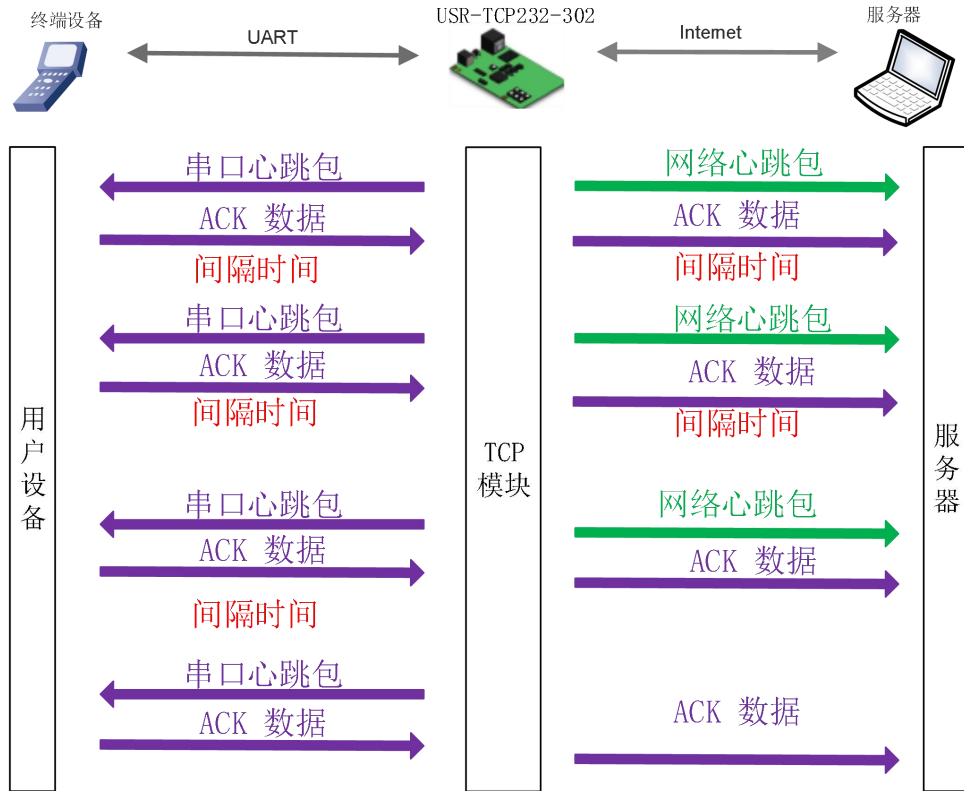 终端设备
UART
USR-TCP232-302
Internet
服务器
串口心跳包
网络心跳包
ACK 数据
ACK 数据
间隔时间
间隔时间
串口心跳包
网络心跳包
ACK 数据
ACK 数据
间隔时间
间隔时间
用户设备
TCP
模块
服务器
串口心跳包
网络心跳包
ACK 数据
ACK 数据
间隔时间
串口心跳包
ACK 数据
ACK 数据